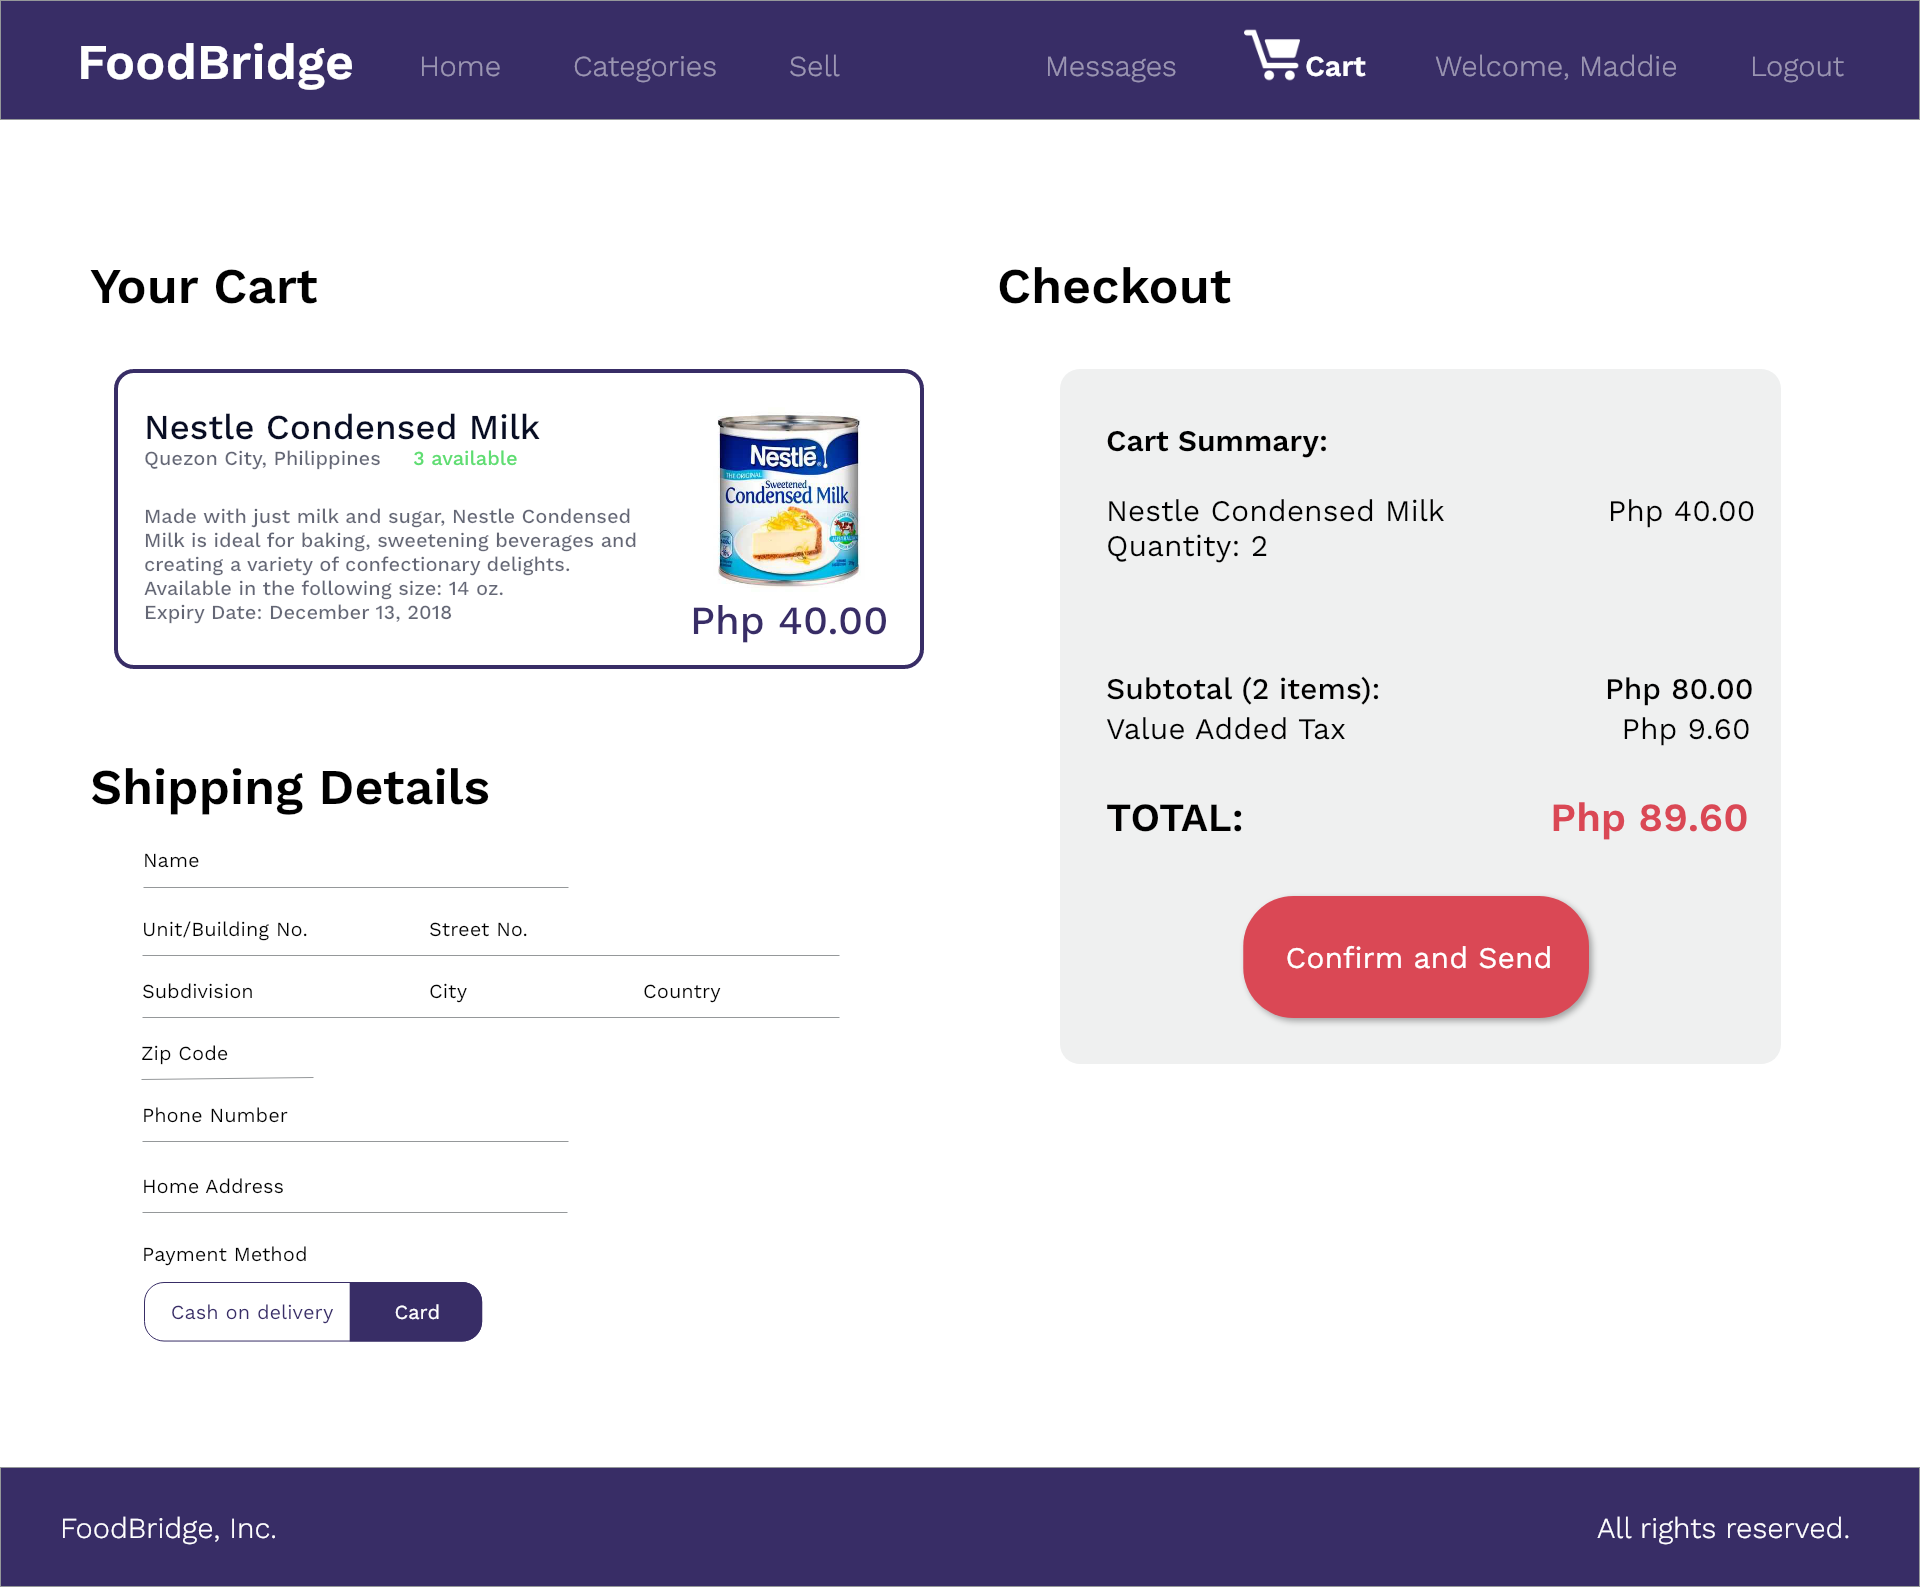 FoodBridge
Home
Categories
Sell
Messages
Cart
Welcome, Maddie
Logout
Your Cart
Nestle Condensed Milk
Quezon City, Philippines
3 available
Made with just milk and sugar, Nestle Condensed
Milk is ideal for baking, sweetening beverages and
creating a variety of confectionary delights.
Available in the following size: 14 oz.
Expiry Date: December 13, 2018
Nestlé
THE ORIGINAL
Sweetened
Condensed Milk
Php 40.00
Shipping Details
Name
Unit/Building No.
Street No.
Subdivision
City
Country
Zip Code
Phone Number
Home Address
Payment Method
Cash on delivery
Card
Checkout
Cart Summary:
Nestle Condensed Milk
Php 40.00
Quantity: 2
Subtotal (2 items):
Php 80.00
Value Added Tax
Php 9.60
TOTAL:
Php 89.60
Confirm and Send
FoodBridge, Inc.
All rights reserved.